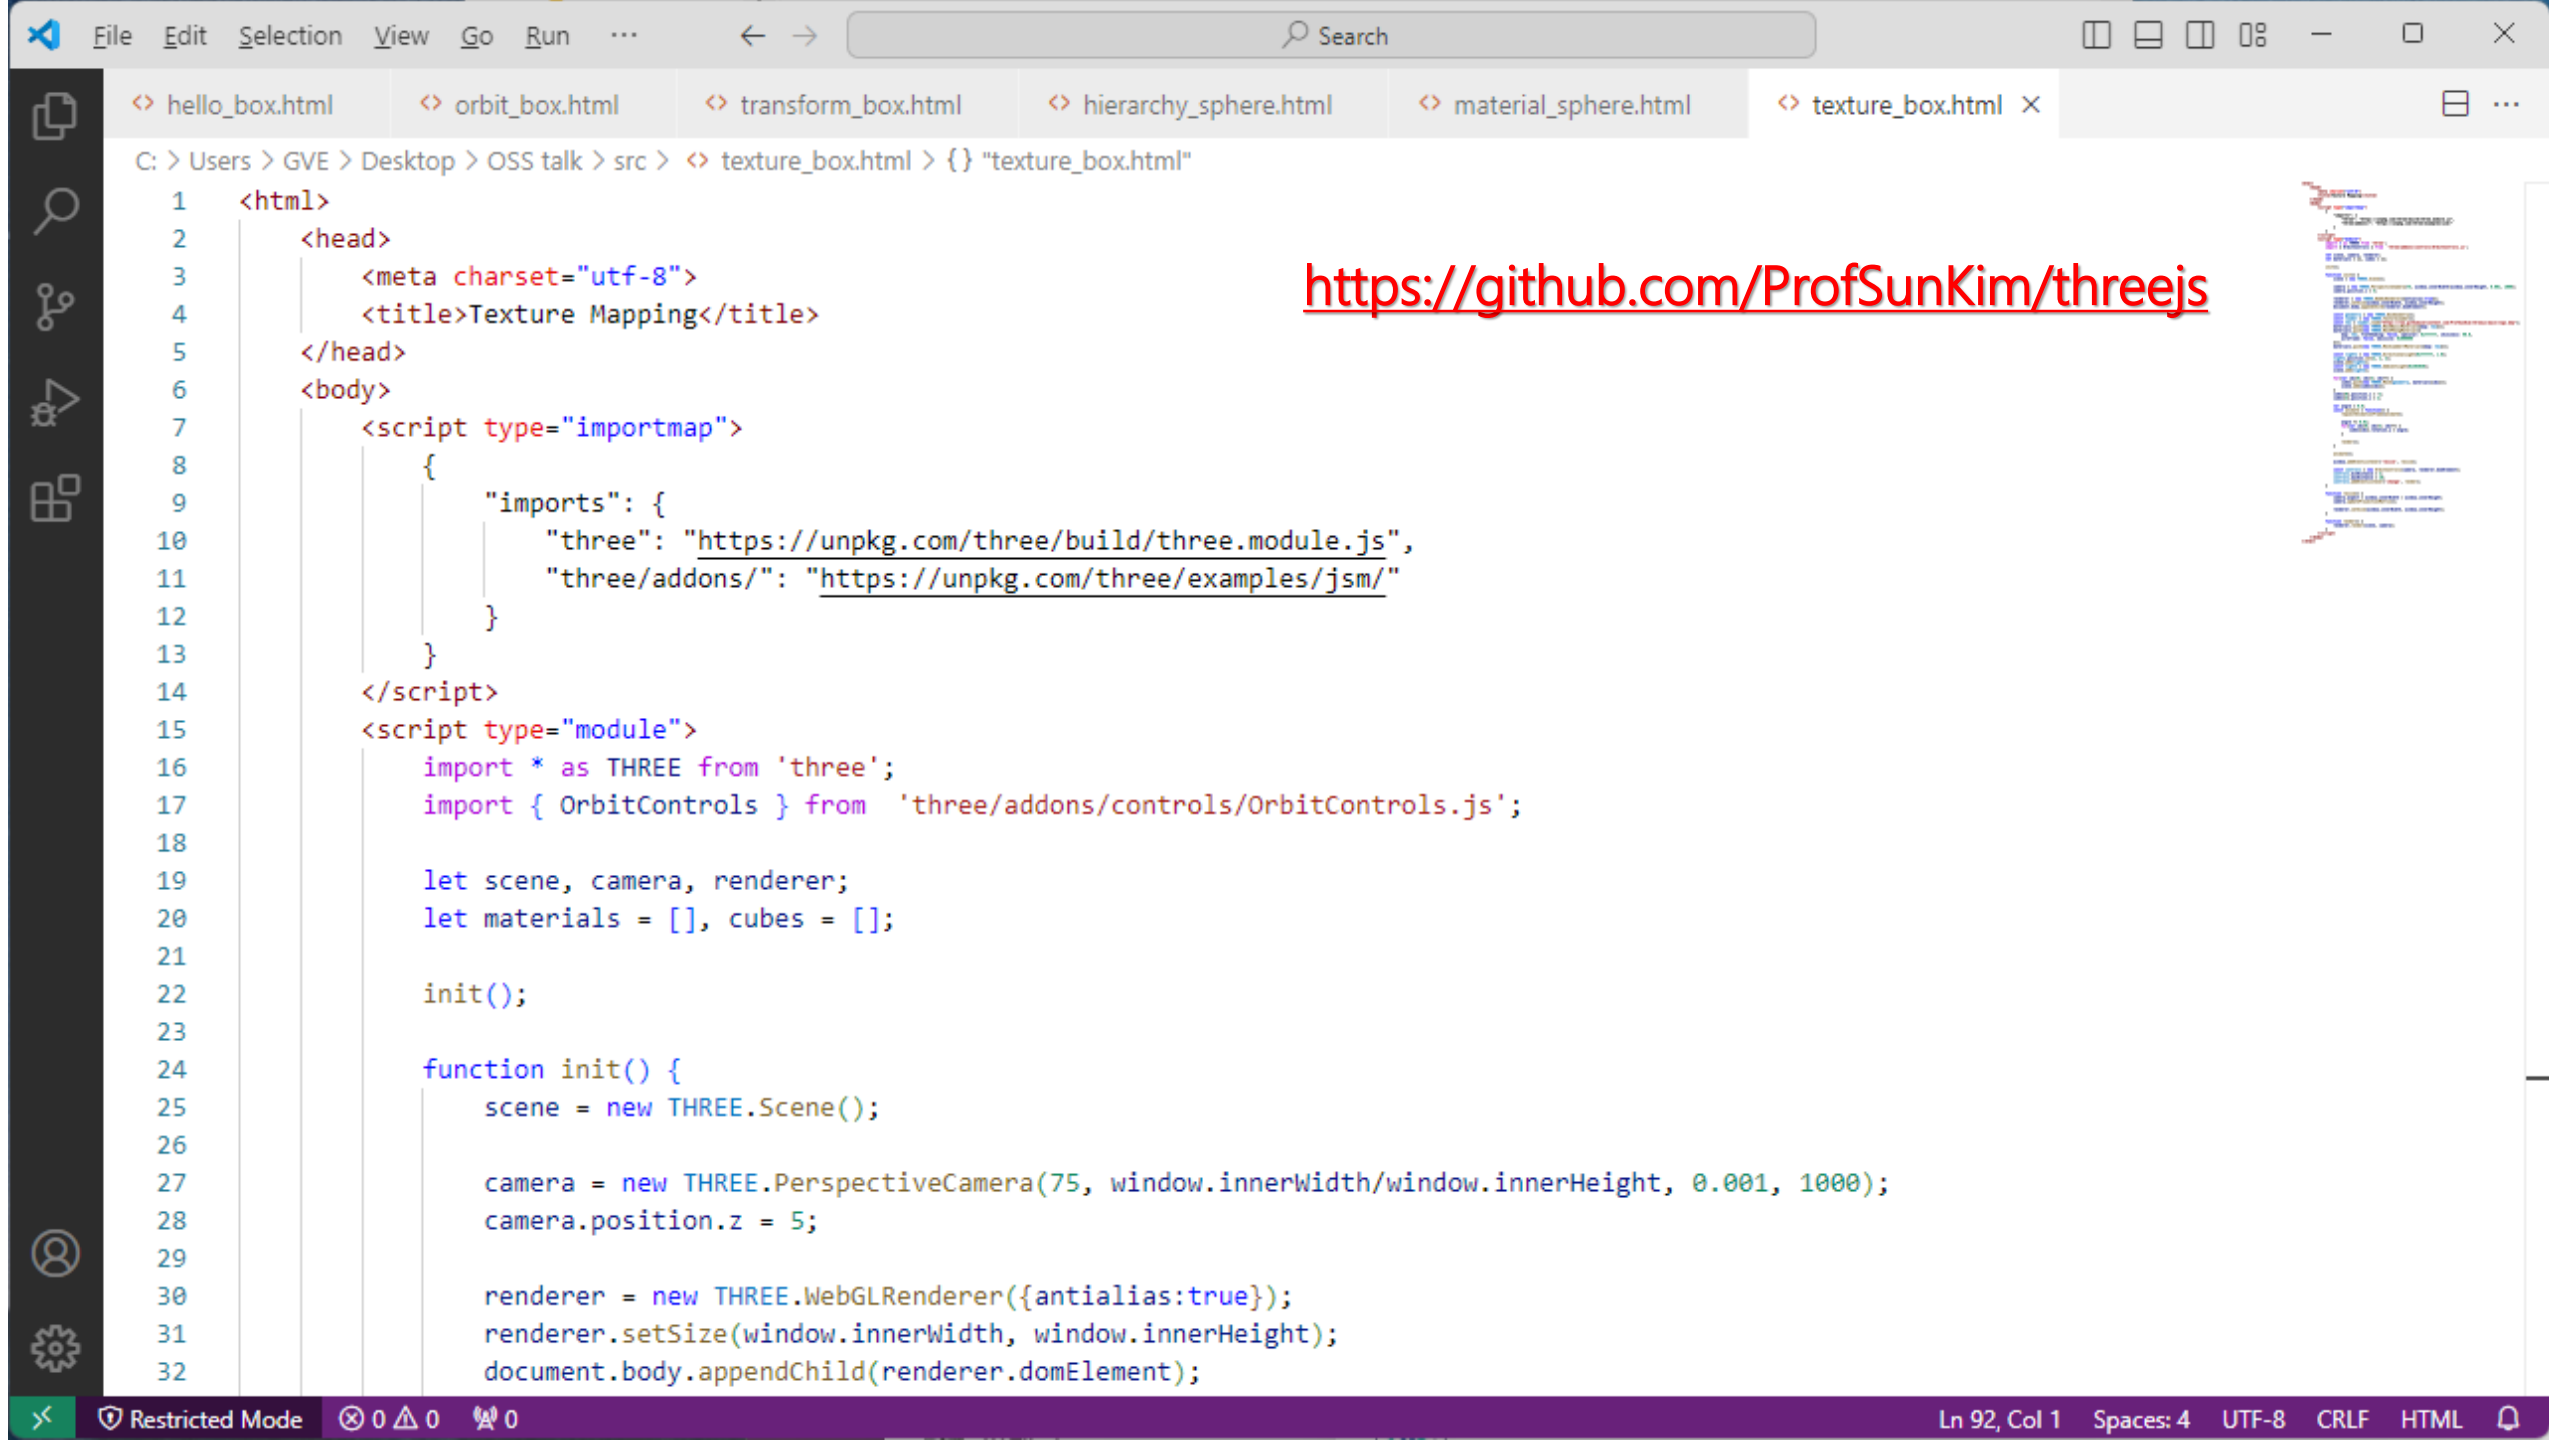 File Edit Selection View Go Run ··· Search
hello_box.html orbit_box.html transform_box.html hierarchy_sphere.html material_sphere.html texture_box.html
C: > Users > GVE > Desktop > OSS talk > src > <> texture_box.html > {} "texture_box.html"
https://github.com/ProfSunKim/threejs
1 <html>
2 <head>
3 <meta charset="utf-8">
4 <title>Texture Mapping</title>
5 </head>
6 <body>
7 <script type="importmap">
8 {
9 "imports": {
10 "three": "https://unpkg.com/three/build/three.module.js",
11 "three/addons/": "https://unpkg.com/three/examples/jsm/"
12 }
13 }
14 </script>
15 <script type="module">
16 import * as THREE from 'three';
17 import { OrbitControls } from  'three/addons/controls/OrbitControls.js';
18
19 let scene, camera, renderer;
20 let materials = [], cubes = [];
21
22 init();
23
24 function init() {
25 scene = new THREE.Scene();
26
27 camera = new THREE.PerspectiveCamera(75, window.innerWidth/window.innerHeight, 0.001, 1000);
28 camera.position.z = 5;
29
30 renderer = new THREE.WebGLRenderer({antialias:true});
31 renderer.setSize(window.innerWidth, window.innerHeight);
32 document.body.appendChild(renderer.domElement);
Restricted Mode 0 0 0 Ln 92, Col 1 Spaces: 4 UTF-8 CRLF HTML